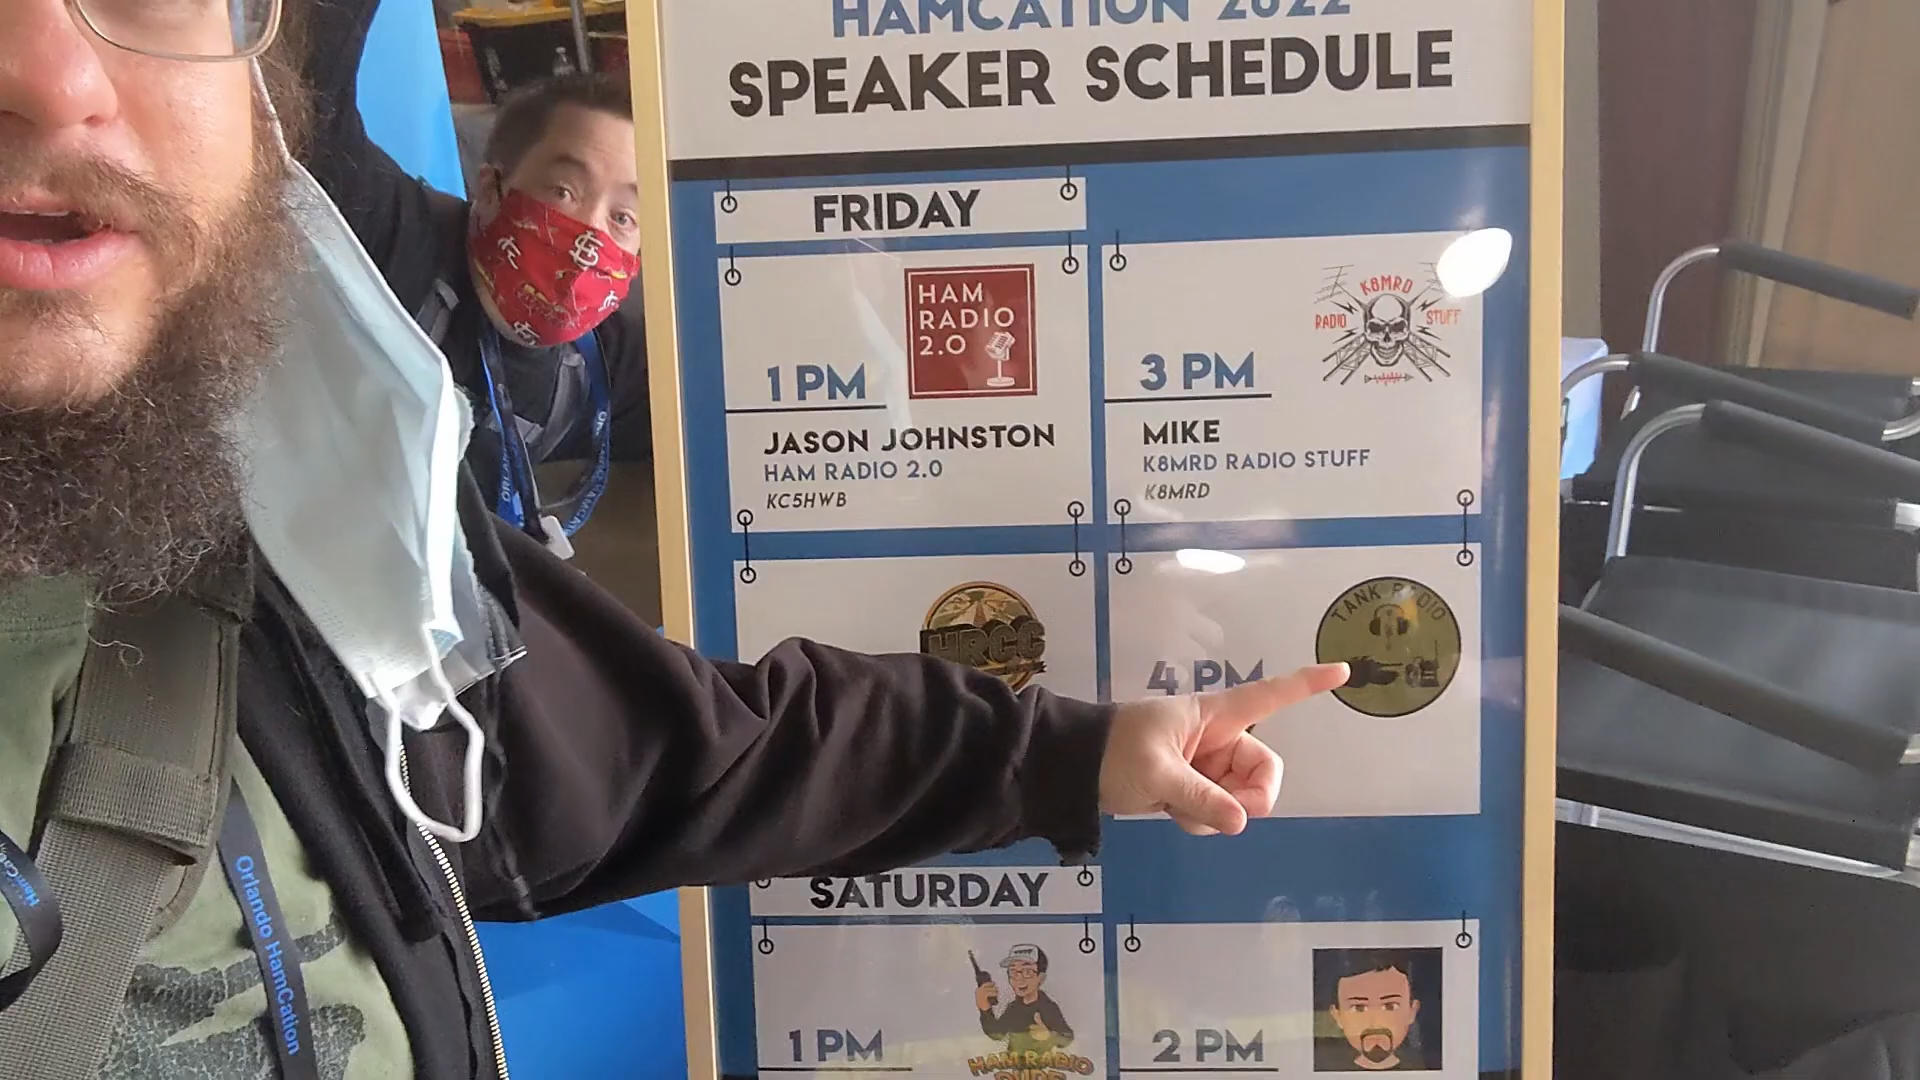 HAMCATION 2022
SPEAKER SCHEDULE
FRIDAY
HAM
RADIO
2.0
1 PM
JASON JOHNSTON
HAM RADIO 2.0
KC5HWB
K8MRD
RADIO STUFF
3 PM
MIKE
K8MRD RADIO STUFF
K8MRD
HRCC
TANK RADIO
4 PM
SATURDAY
1 PM
HAM RADIO
DUDE
2 PM
Orlando HamCation
HamCation